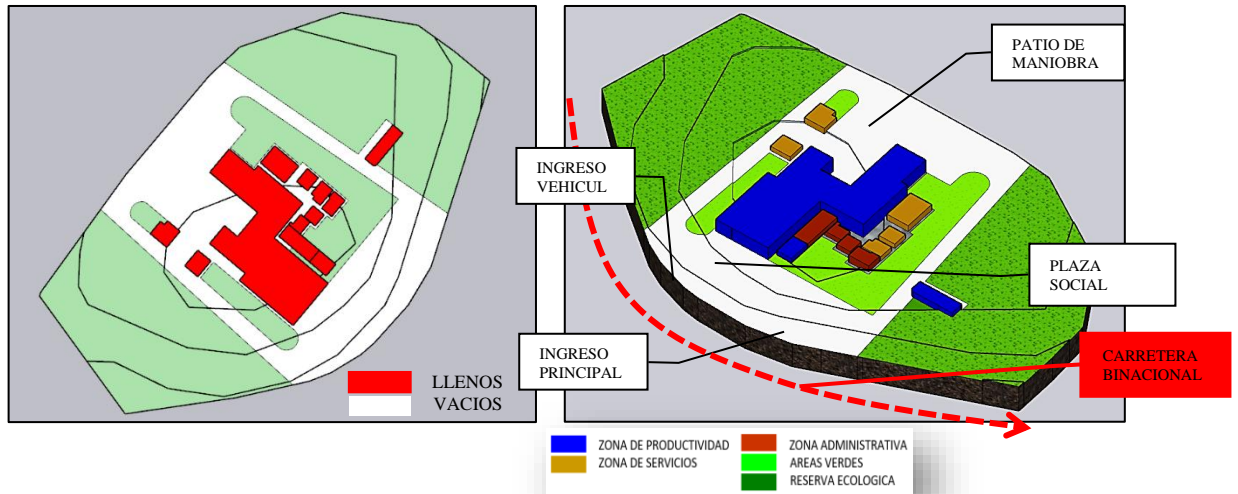 LLENOS
VACIOS
PATIO DE
MANIOBRA
INGRESO
VEHICUL
PLAZA
SOCIAL
INGRESO
PRINCIPAL
CARRETERA
BINACIONAL
ZONA DE PRODUCTIVIDAD
ZONA DE SERVICIOS
ZONA ADMINISTRATIVA
AREAS VERDES
RESERVA ECOLOGICA